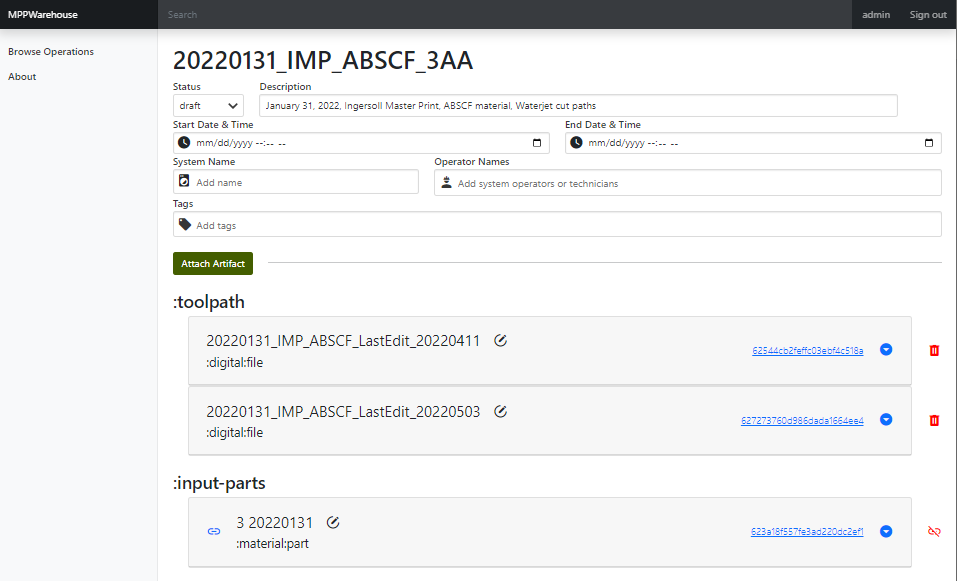 MPPWarehouse Search admin Sign out
Browse Operations
About
20220131_IMP_ABSCF_3AA
Status Description
draft January 31, 2022, Ingersoll Master Print, ABSCF material, Waterjet cut paths
Start Date & Time End Date & Time
mm/dd/yyyy --:-- -- mm/dd/yyyy --:-- --
System Name Operator Names
Add name Add system operators or technicians
Tags
Add tags
Attach Artifact
:toolpath
20220131_IMP_ABSCF_LastEdit_20220411
:digital:file
62544cb2feffc03ebf4c518a
20220131_IMP_ABSCF_LastEdit_20220503
:digital:file
627273760d986dada1664ee4
:input-parts
3 20220131
:material:part
623a18f557fe3ad220dc2ef1